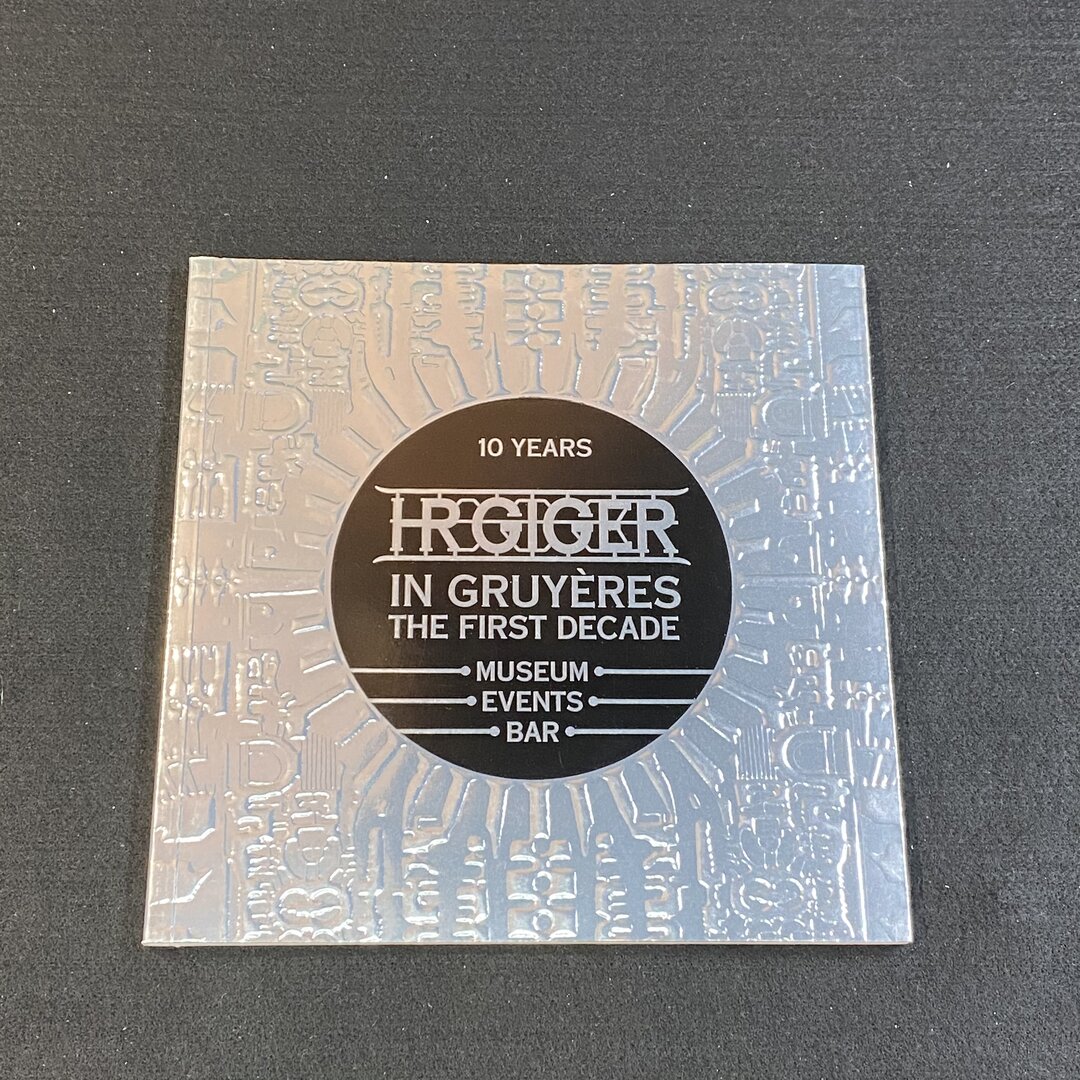 10 YEARS
HR GIGER
IN GRUYÈRES
THE FIRST DECADE
MUSEUM
EVENTS
BAR